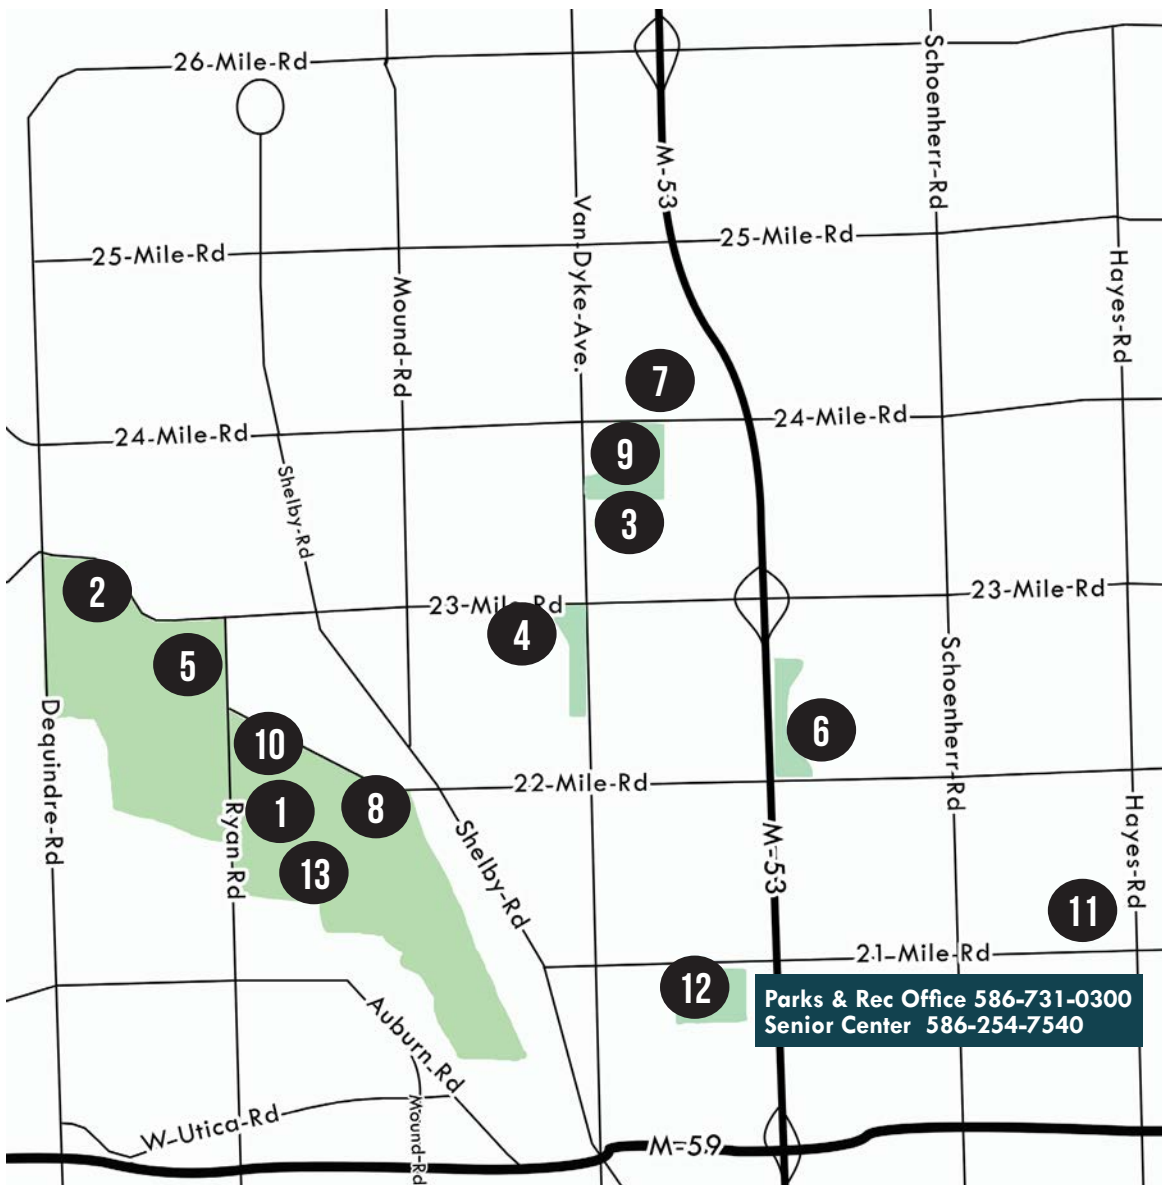 26-Mile-Rd
Schoenherr-Rd
M-53
Van-Dyke-Ave.
25-Mile-Rd
25-Mile-Rd
Mound-Rd
Hayes-Rd
7
24-Mile-Rd
24-Mile-Rd
9
Shelby-Rd
3
2
23-Mile-Rd
23-Mile-Rd
4
5
Schoenherr-Rd
Dequindre-Rd
10
6
22-Mile-Rd
1
8
Ryan-Rd
Shelby-Rd
M-53
Hayes-Rd
13
11
21-Mile-Rd
12
Parks & Rec Office 586-731-0300
Senior Center 586-254-7540
Auburn Rd
Mound-Rd
W-Utica-Rd
M-59